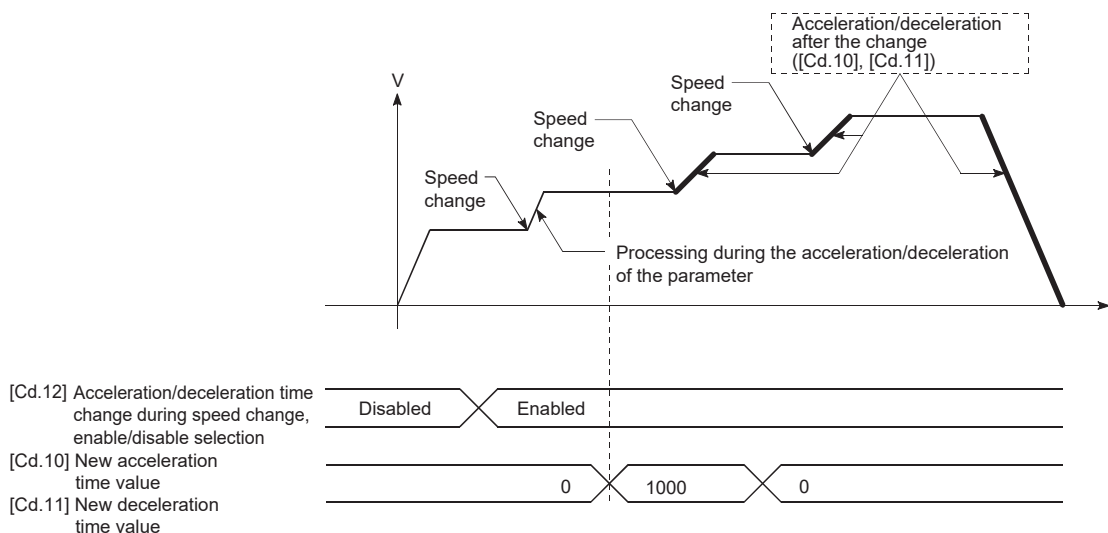 Acceleration/deceleration
after the change
([Cd.10], [Cd.11])
V
Speed
change
Speed
change
Speed
change
Processing during the acceleration/deceleration
of the parameter
[Cd.12] Acceleration/deceleration time
change during speed change,
enable/disable selection
Disabled
Enabled
[Cd.10] New acceleration
time value
[Cd.11] New deceleration
time value
0
1000
0